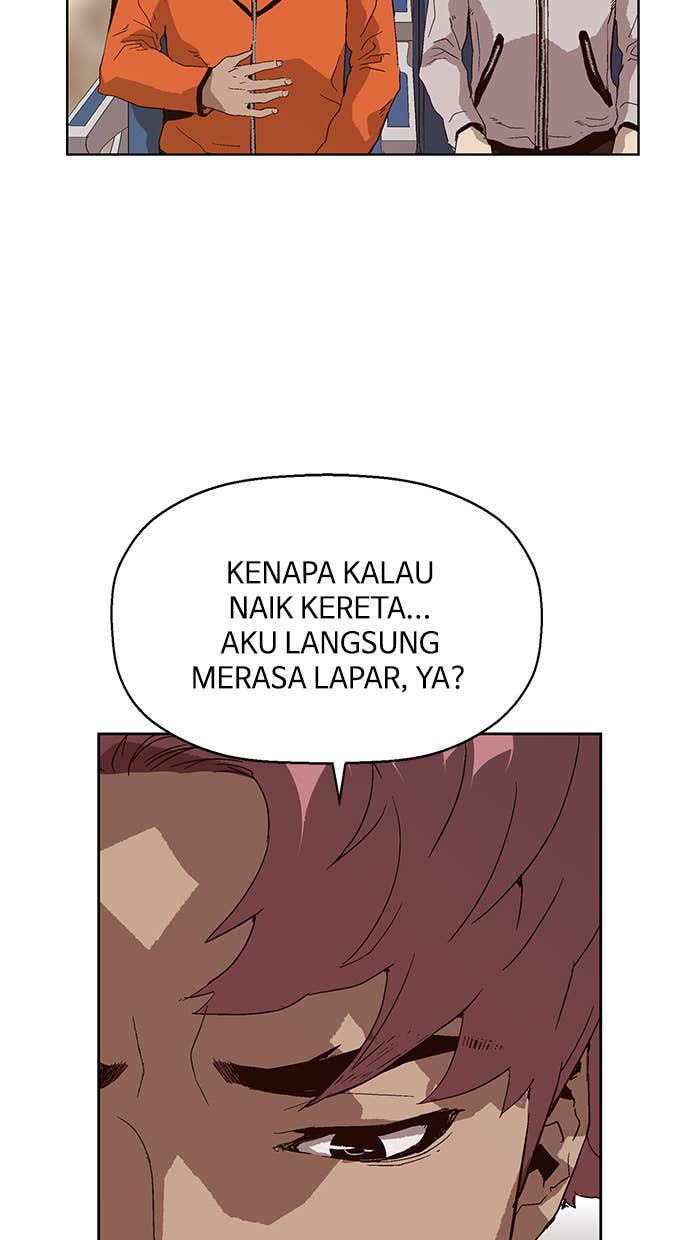 KENAPA KALAU
NAIK KERETA...
AKU LANGSUNG
MERASA LAPAR, YA?